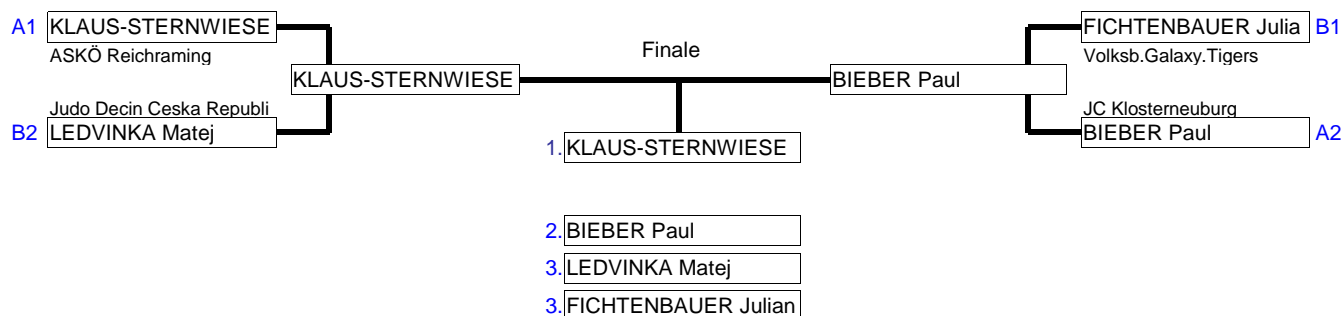 A1 KLAUS-STERNWIESE
ASKÖ Reichraming
KLAUS-STERNWIESE
Judo Decin Ceska Republi
B2 LEDVINKA Matej
Finale
FICHTENBAUER Julia B1
Volksb.Galaxy.Tigers
BIEBER Paul
JC Klosterneuburg
BIEBER Paul A2
1. KLAUS-STERNWIESE
2. BIEBER Paul
3. LEDVINKA Matej
3. FICHTENBAUER Julian